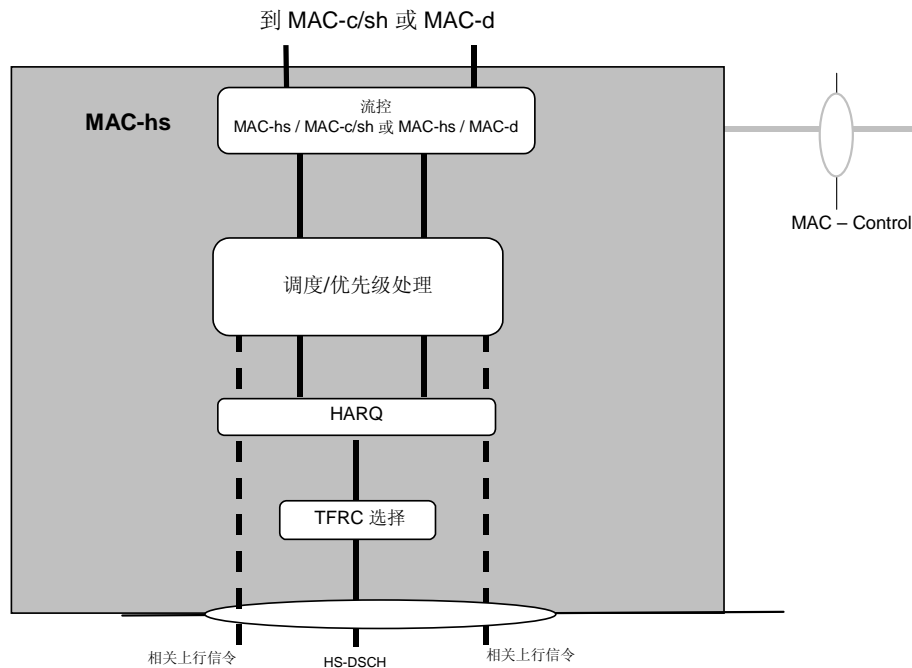 到 MAC-c/sh 或 MAC-d
MAC-hs
流控
MAC-hs / MAC-c/sh 或 MAC-hs / MAC-d
MAC – Control
调度/优先级处理
HARQ
TFRC 选择
相关上行信令
HS-DSCH
相关上行信令